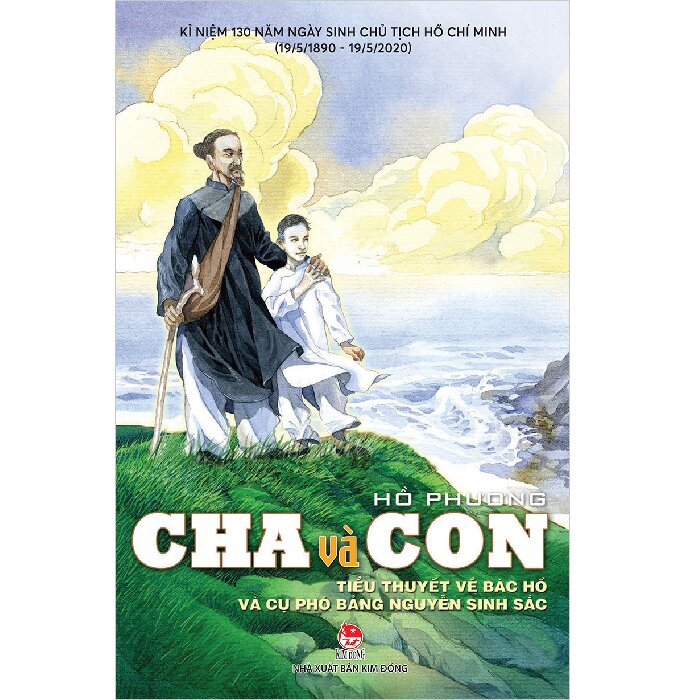 KỈ NIỆM 130 NĂM NGÀY SINH CHỦ TỊCH HỒ CHÍ MINH
(19/5/1890 - 19/5/2020)
HỒ PHƯƠNG
CHA và CON
TIỂU THUYẾT VỀ BÁC HỒ
VÀ CỤ PHÓ BẢNG NGUYỄN SINH SẮC
KIM ĐỒNG
NHÀ XUẤT BẢN KIM ĐỒNG